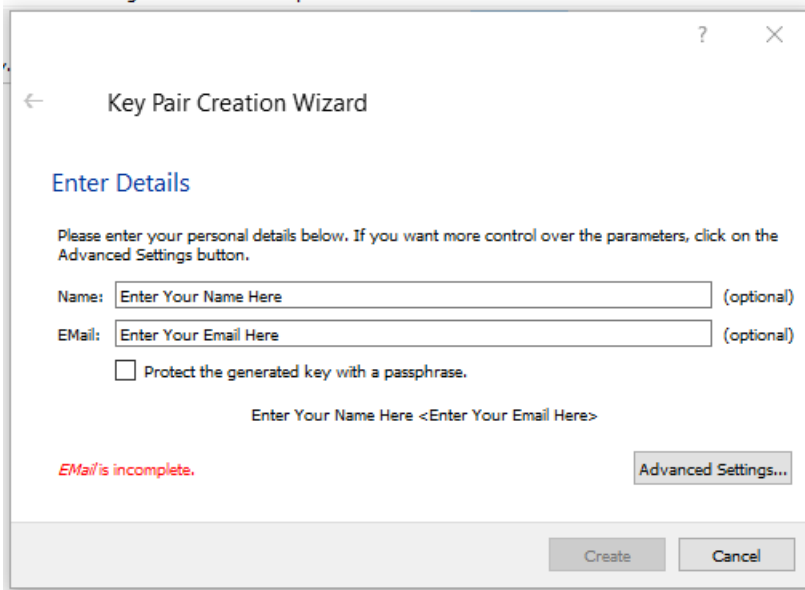 ?
Key Pair Creation Wizard
Enter Details
Please enter your personal details below. If you want more control over the parameters, click on the
Advanced Settings button.
Name: Enter Your Name Here (optional)
EMail: Enter Your Email Here (optional)
Protect the generated key with a passphrase.
Enter Your Name Here <Enter Your Email Here>
EMail is incomplete.
Advanced Settings...
Create
Cancel